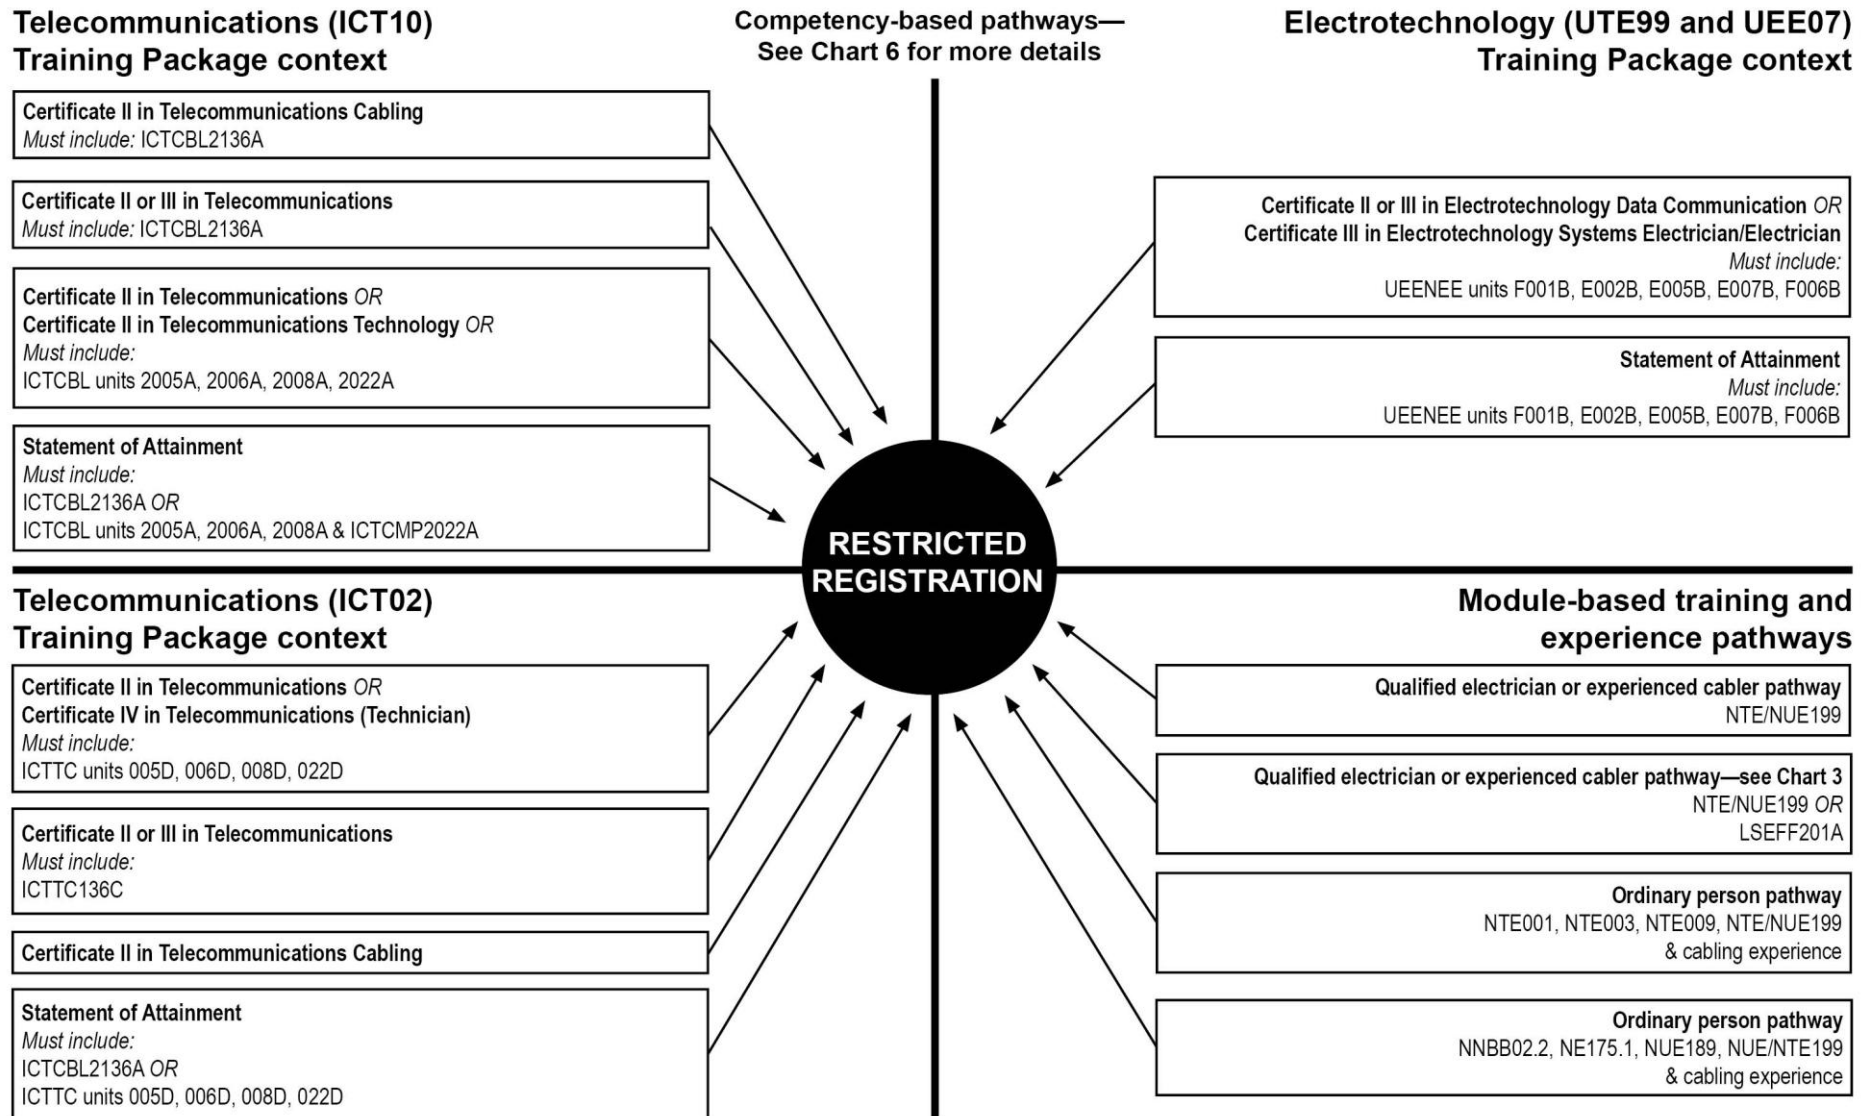 Telecommunications (ICT10)
Training Package context
Competency-based pathways—
See Chart 6 for more details
Electrotechnology (UTE99 and UEE07)
Training Package context
Certificate II in Telecommunications Cabling
Must include: ICTCBL2136A
Certificate II or III in Telecommunications
Must include: ICTCBL2136A
Certificate II in Telecommunications OR
Certificate II in Telecommunications Technology OR
Must include:
ICTCBL units 2005A, 2006A, 2008A, 2022A
Statement of Attainment
Must include:
ICTCBL2136A OR
ICTCBL units 2005A, 2006A, 2008A & ICTCMP2022A
Certificate II or III in Electrotechnology Data Communication OR
Certificate III in Electrotechnology Systems Electrician/Electrician
Must include:
UEENEE units F001B, E002B, E005B, E007B, F006B
Statement of Attainment
Must include:
UEENEE units F001B, E002B, E005B, E007B, F006B
RESTRICTED
REGISTRATION
Telecommunications (ICT02)
Training Package context
Certificate II in Telecommunications OR
Certificate IV in Telecommunications (Technician)
Must include:
ICTTC units 005D, 006D, 008D, 022D
Certificate II or III in Telecommunications
Must include:
ICTTC136C
Certificate II in Telecommunications Cabling
Statement of Attainment
Must include:
ICTCBL2136A OR
ICTTC units 005D, 006D, 008D, 022D
Module-based training and
experience pathways
Qualified electrician or experienced cabler pathway
NTE/NUE199
Qualified electrician or experienced cabler pathway—see Chart 3
NTE/NUE199 OR
LSEFF201A
Ordinary person pathway
NTE001, NTE003, NTE009, NTE/NUE199
& cabling experience
Ordinary person pathway
NNBB02.2, NE175.1, NUE189, NUE/NTE199
& cabling experience